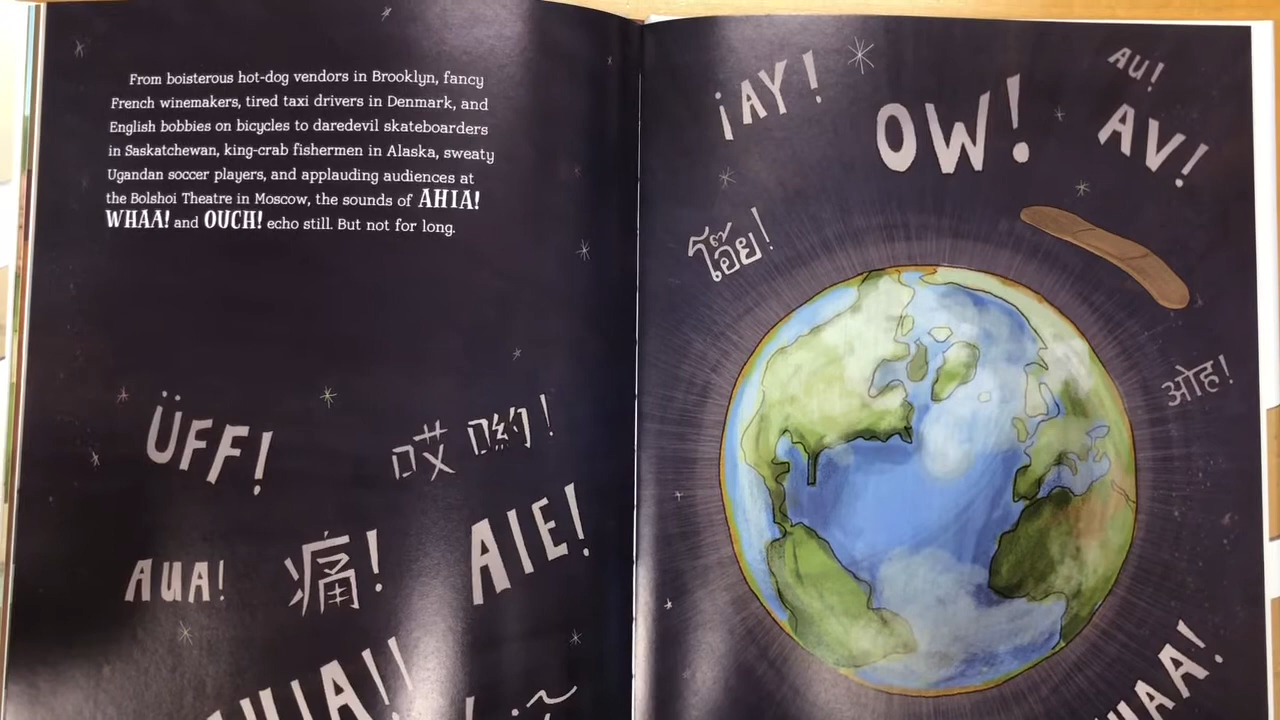 From boisterous hot-dog vendors in Brooklyn, fancy
French winemakers, tired taxi drivers in Denmark, and
English bobbies on bicycles to daredevil skateboarders
in Saskatchewan, king-crab fishermen in Alaska, sweaty
Ugandan soccer players, and applauding audiences at
the Bolshoi Theatre in Moscow, the sounds of AHIA!
WHAA! and OUCH! echo still. But not for long.
ÜFF!
哎哟!
AUA!
痛!
AIE!
¡AY!
OW!
AU!
AV!
โอ๊ย!
ओह!